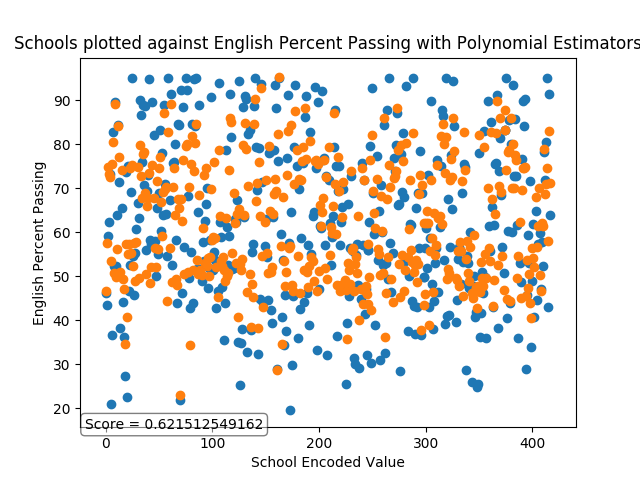 Schools plotted against English Percent Passing with Polynomial Estimators
English Percent Passing
90
80
70
60
50
40
30
20
Score = 0.621512549162
0 100 200 300 400
School Encoded Value